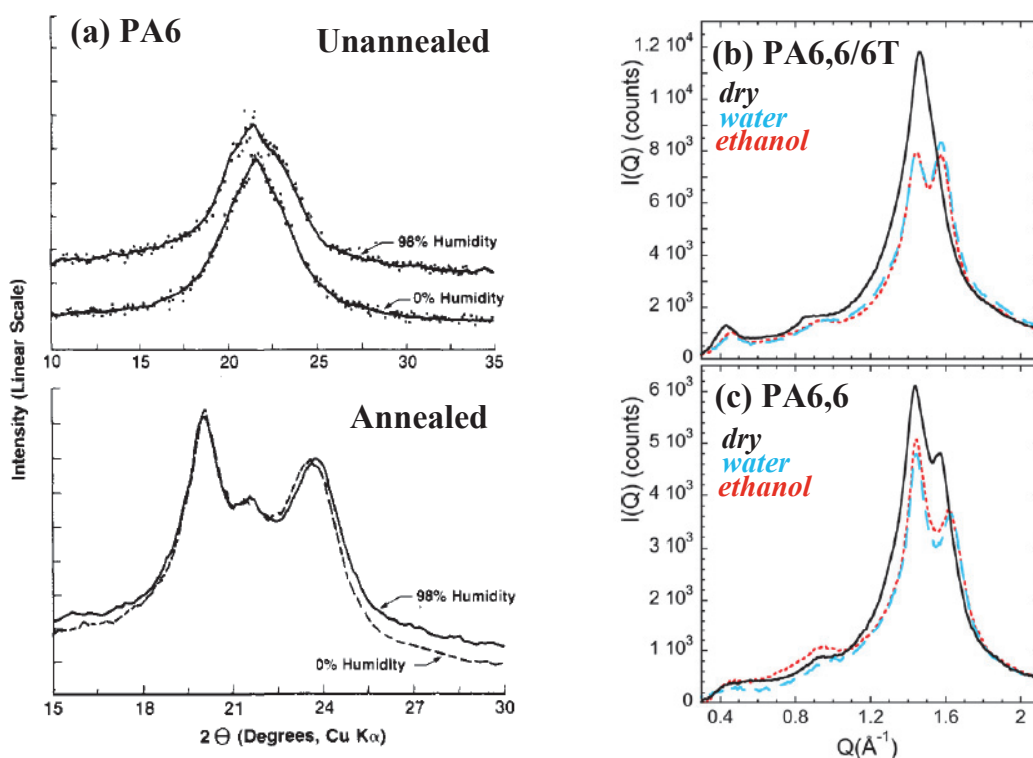 (a) PA6
Unannealed
98% Humidity
0% Humidity
10 15 20 25 30 35
Intensity (Linear Scale)
Annealed
98% Humidity
0% Humidity
15 18 21 24 27 30
2 Θ (Degrees, Cu Kα)
(b) PA6,6/6T
dry
water
ethanol
I(Q) (counts)
1.2 10⁴
1 10⁴
8 10³
6 10³
4 10³
2 10³
0
(c) PA6,6
dry
water
ethanol
I(Q) (counts)
6 10³
5 10³
4 10³
3 10³
2 10³
1 10³
0
0.4 0.8 1.2 1.6 2
Q(Å⁻¹)